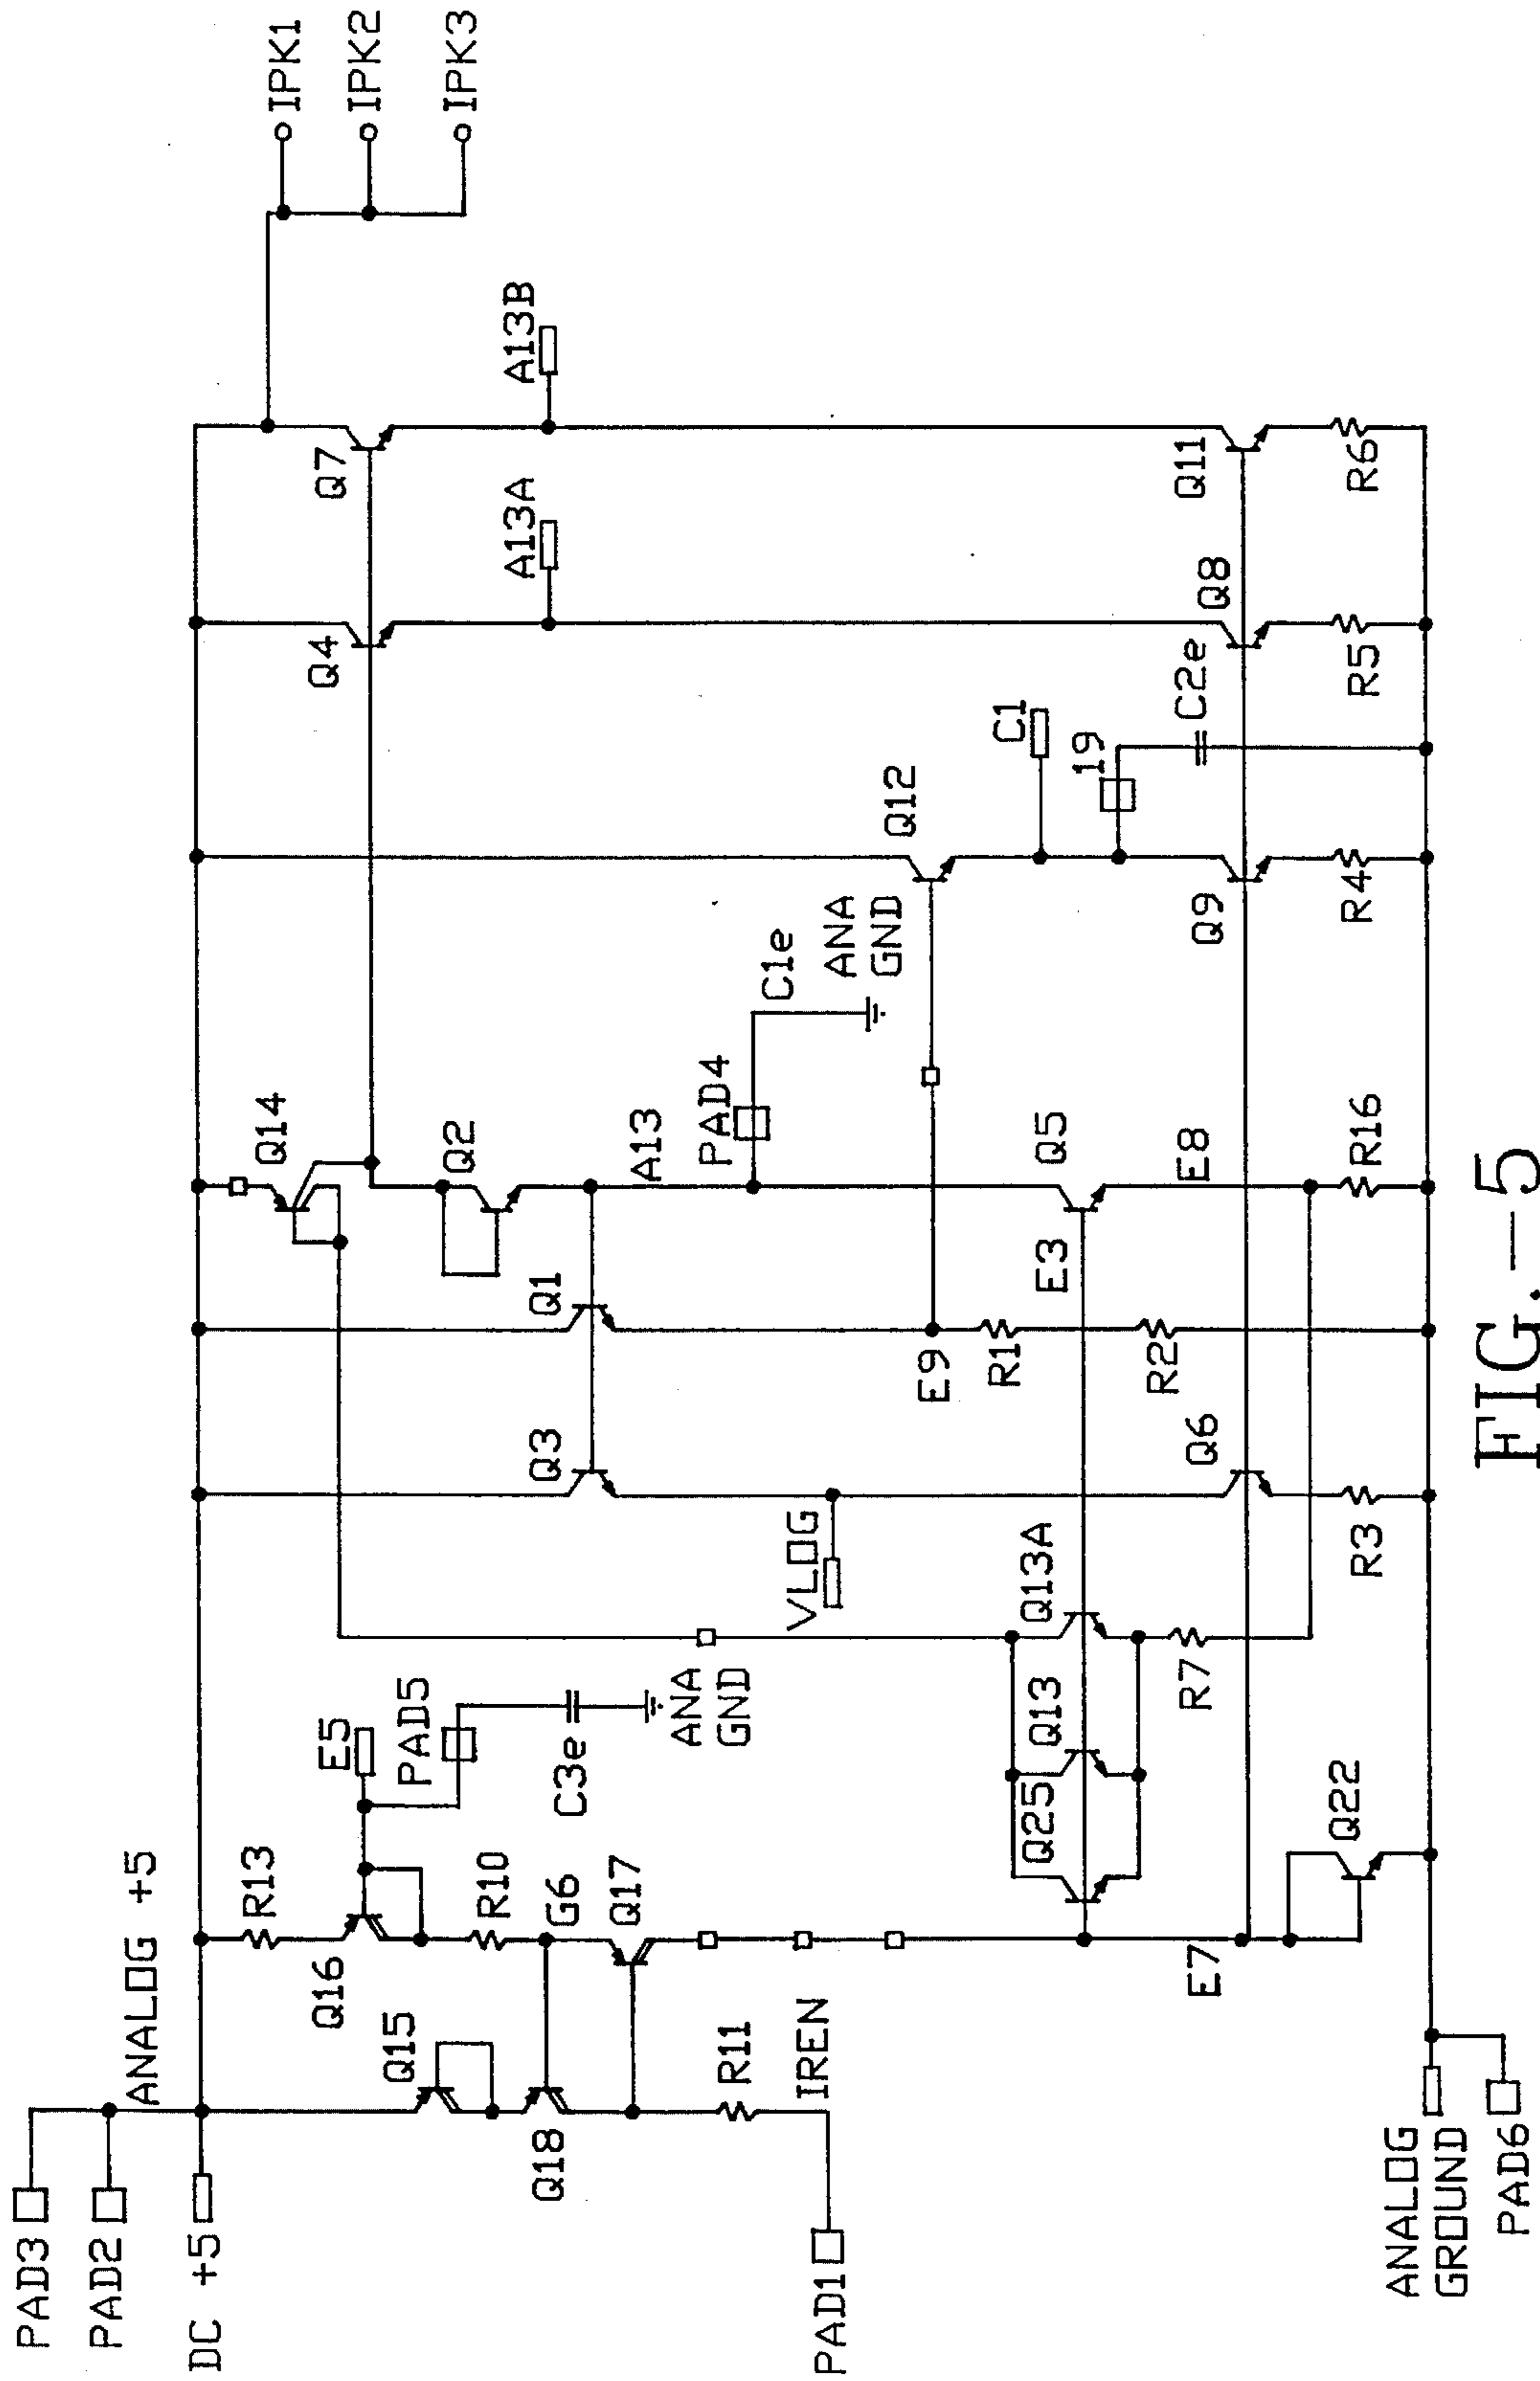 PAD3
PAD2
DC +5
ANALOG +5
PAD1
IREN
R11
Q18
Q15
Q16
R13
R10
G6
Q17
E5
PAD5
C3e
ANA
GND
Q25
Q13
Q13A
R7
E7
Q22
ANALOG
GROUND
PAD6
VLOG
Q3
Q6
R3
Q1
E9
R1
R2
Q14
Q2
A13
PAD4
C1e
ANA
GND
E3
Q5
E8
R16
Q12
C1
19
C2e
Q9
R4
Q4
A13A
Q8
R5
Q7
A13B
Q11
R6
IPK1
IPK2
IPK3
FIG.-5